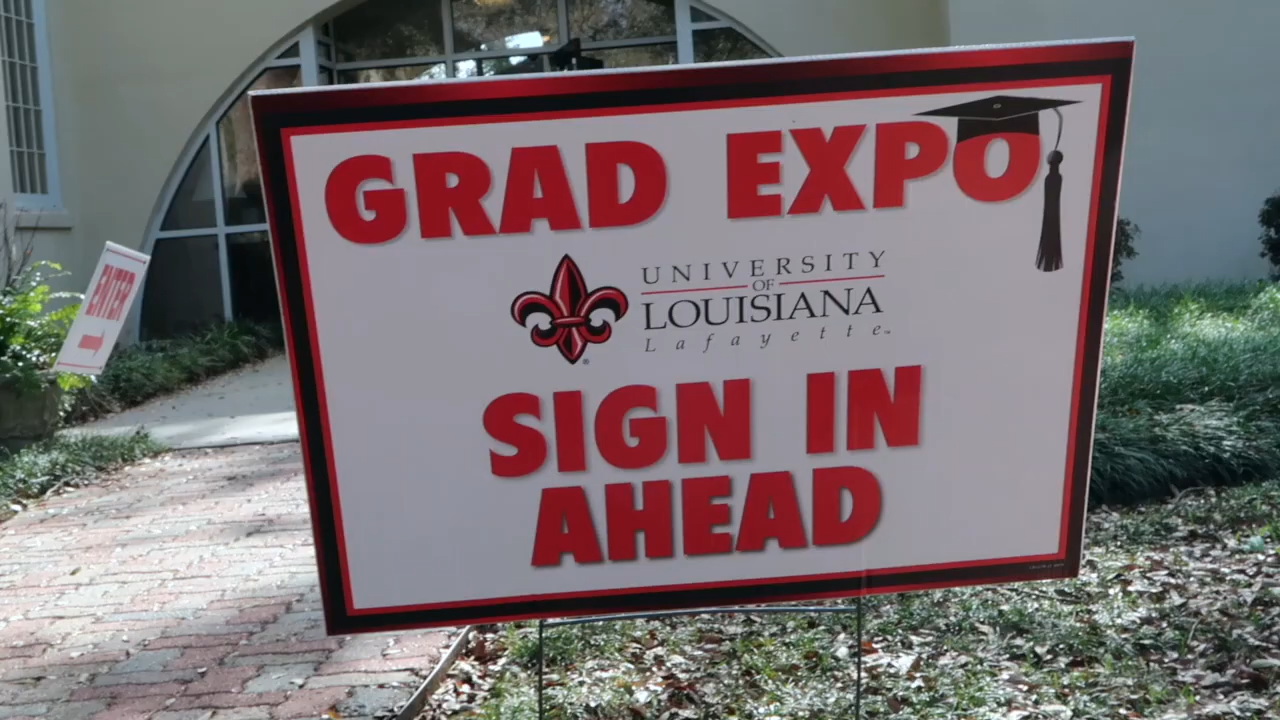 GRAD EXPO
UNIVERSITY
OF
LOUISIANA
Lafayette
SIGN IN
AHEAD
ENTER